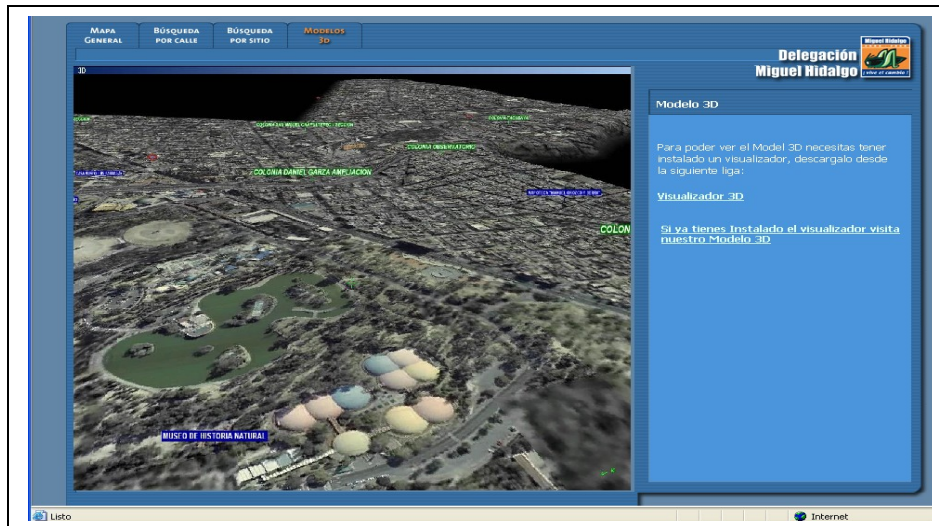 MAPA
GENERAL
BÚSQUEDA
POR CALLE
BÚSQUEDA
POR SITIO
MODELOS
3D
Miguel Hidalgo
Delegación
Miguel Hidalgo
¡vive el cambio!
3D
COLONIA OBSERVATORIO
COLONIA TACUBAYA
COLONIA DANIEL GARZA AMPLIACION
COLON
MUSEO DE HISTORIA NATURAL
Modelo 3D
Para poder ver el Model 3D necesitas tener
instalado un visualizador, descargalo desde
la siguiente liga:
Visualizador 3D
Si ya tienes Instalado el visualizador visita
nuestro Modelo 3D
Listo
Internet